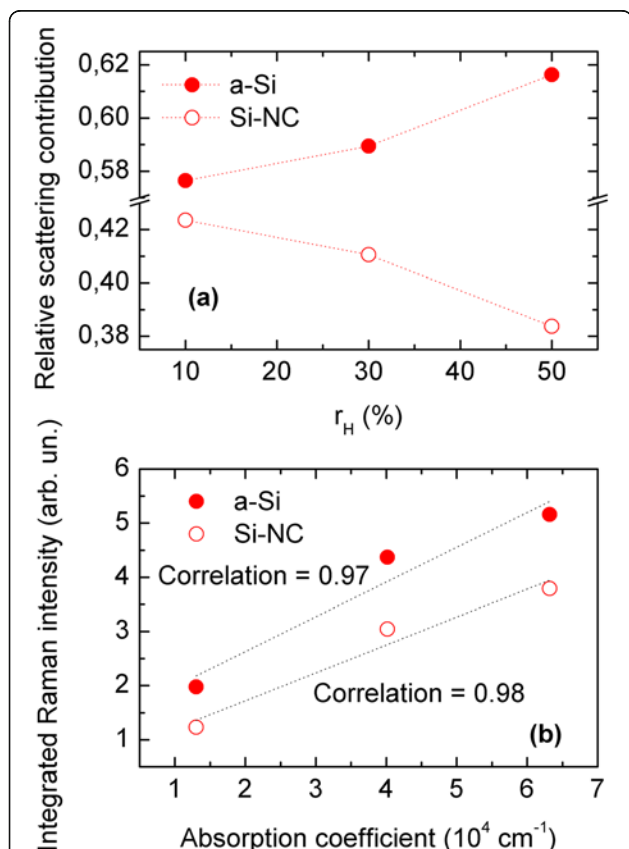 Relative scattering contribution
0,62
0,60
0,58
0,42
0,40
0,38
a-Si
Si-NC
(a)
10 20 30 40 50
r_H (%)
Integrated Raman intensity (arb. un.)
6
5
4
3
2
1
a-Si
Si-NC
Correlation = 0.97
Correlation = 0.98
(b)
1 2 3 4 5 6 7
Absorption coefficient (10⁴ cm⁻¹)